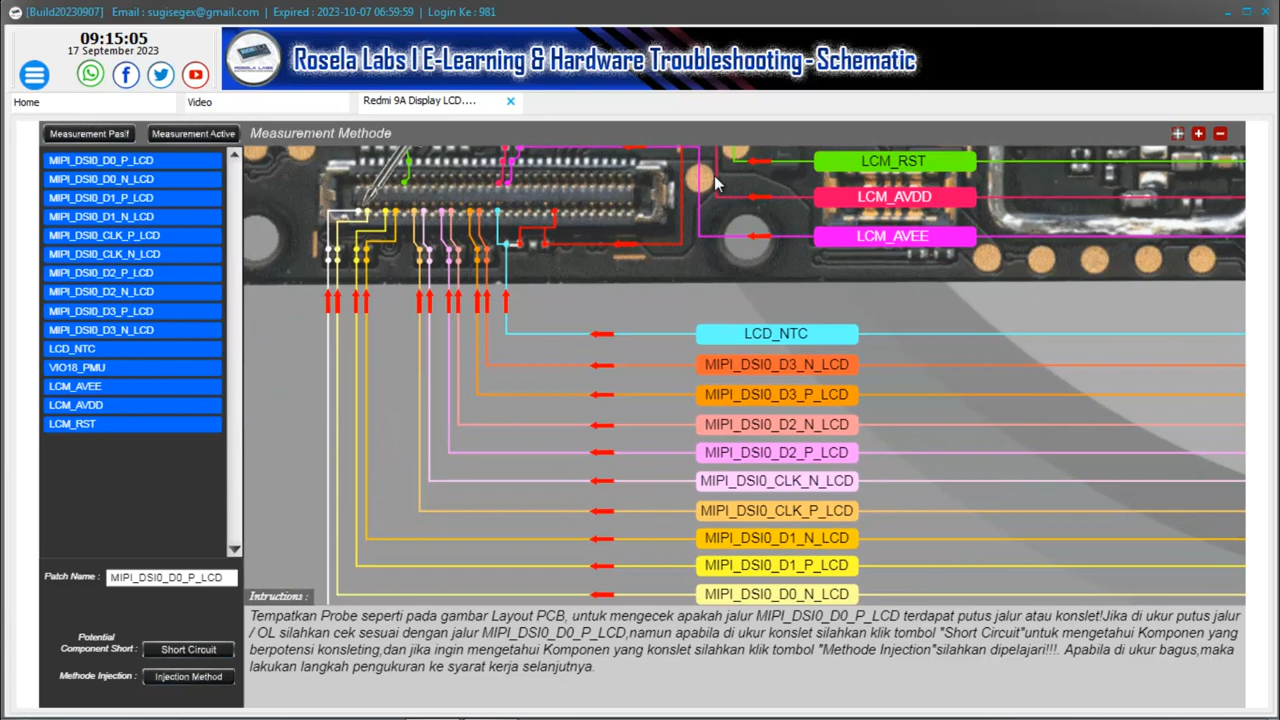 [Build20230907] Email : sugisegex@gmail.com | Expired : 2023-10-07 06:59:59 | Login Ke : 981
09:15:05
17 September 2023
ROSELA LABS
Rosela Labs I E-Learning & Hardware Troubleshooting - Schematic
Home
Video
Redmi 9A Display LCD....
Measurement Pasif
Measurement Active
Measurement Methode
MIPI_DSI0_D0_P_LCD
MIPI_DSI0_D0_N_LCD
MIPI_DSI0_D1_P_LCD
MIPI_DSI0_D1_N_LCD
MIPI_DSI0_CLK_P_LCD
MIPI_DSI0_CLK_N_LCD
MIPI_DSI0_D2_P_LCD
MIPI_DSI0_D2_N_LCD
MIPI_DSI0_D3_P_LCD
MIPI_DSI0_D3_N_LCD
LCD_NTC
VIO18_PMU
LCM_AVEE
LCM_AVDD
LCM_RST
LCM_RST
LCM_AVDD
LCM_AVEE
LCD_NTC
MIPI_DSI0_D3_N_LCD
MIPI_DSI0_D3_P_LCD
MIPI_DSI0_D2_N_LCD
MIPI_DSI0_D2_P_LCD
MIPI_DSI0_CLK_N_LCD
MIPI_DSI0_CLK_P_LCD
MIPI_DSI0_D1_N_LCD
MIPI_DSI0_D1_P_LCD
MIPI_DSI0_D0_N_LCD
Patch Name : MIPI_DSI0_D0_P_LCD
Potential
Component Short : Short Circuit
Methode Injection : Injection Method
Intructions :
Tempatkan Probe seperti pada gambar Layout PCB, untuk mengecek apakah jalur MIPI_DSI0_D0_P_LCD terdapat putus jalur atau konslet!Jika di ukur putus jalur
/ OL silahkan cek sesuai dengan jalur MIPI_DSI0_D0_P_LCD,namun apabila di ukur konslet silahkan klik tombol "Short Circuit"untuk mengetahui Komponen yang
berpotensi konsleting,dan jika ingin mengetahui Komponen yang konslet silahkan klik tombol "Methode Injection"silahkan dipelajari!!!. Apabila di ukur bagus,maka
lakukan langkah pengukuran ke syarat kerja selanjutnya.